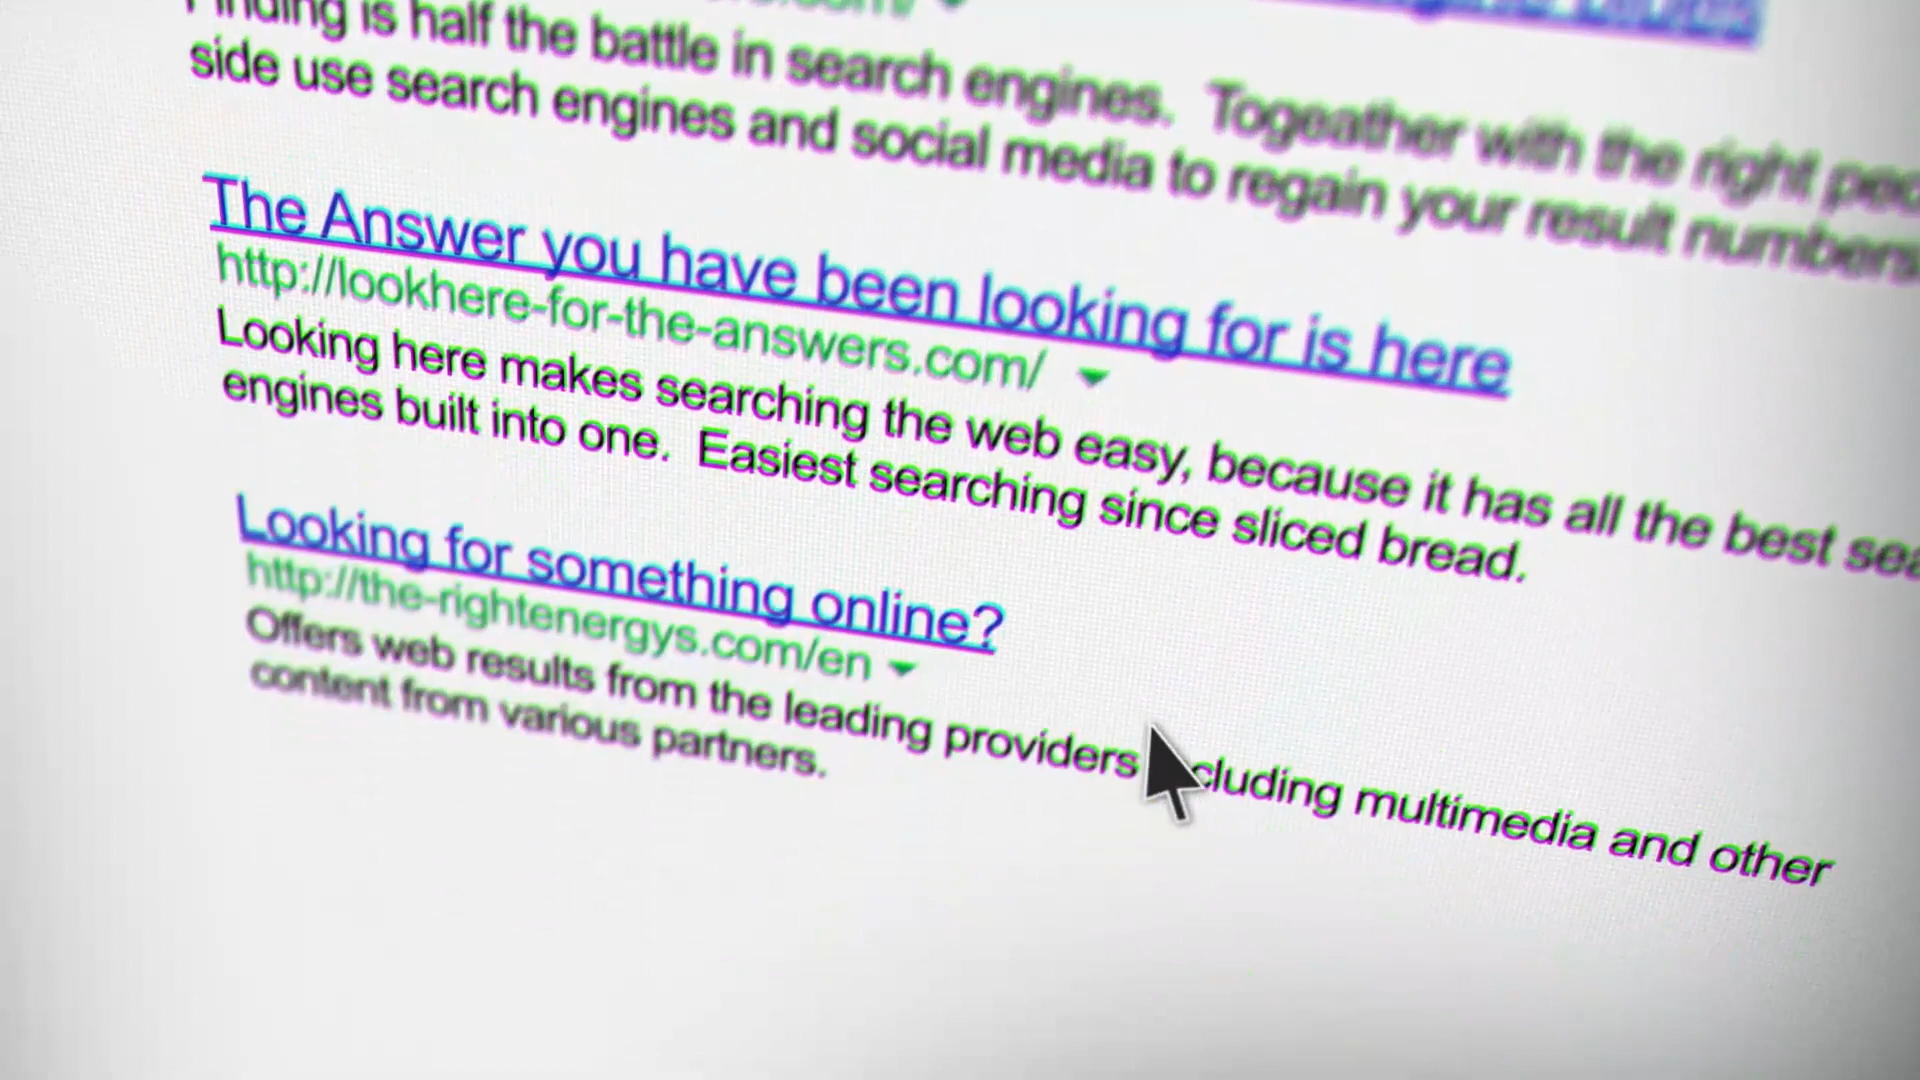 Finding is half the battle in search engines. Togeather with the right
side use search engines and social media to regain your result numbers
The Answer you have been looking for is here
http://lookhere-for-the-answers.com/
Looking here makes searching the web easy, because it has all the best
engines built into one. Easiest searching since sliced bread.
Looking for something online?
http://the-rightenergys.com/en
Offers web results from the leading providers cluding multimedia and other
content from various partners.